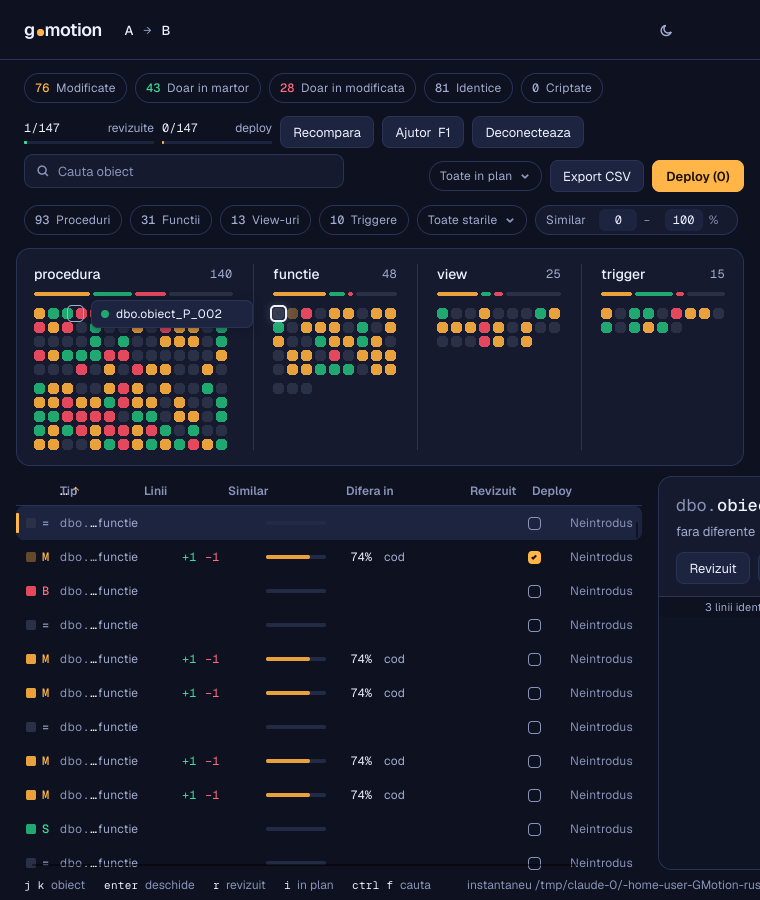 gmotion A → B
76 Modificate 43 Doar in martor 28 Doar in modificata 81 Identice 0 Criptate
1/147 revizuite 0/147 deploy Recompara Ajutor F1 Deconecteaza
Cauta obiect Toate in plan Export CSV Deploy (0)
93 Proceduri 31 Functii 13 View-uri 10 Triggere Toate starile Similar 0 – 100 %
procedura 140 functie 48 view 25 trigger 15
dbo.obiect_P_002
Tip Linii Similar Difera in Revizuit Deploy
= dbo.…functie Neintrodus
M dbo.…functie +1 −1 74% cod Neintrodus
B dbo.…functie Neintrodus
= dbo.…functie Neintrodus
M dbo.…functie +1 −1 74% cod Neintrodus
M dbo.…functie +1 −1 74% cod Neintrodus
= dbo.…functie Neintrodus
M dbo.…functie +1 −1 74% cod Neintrodus
M dbo.…functie +1 −1 74% cod Neintrodus
S dbo.…functie Neintrodus
= dbo.…functie Neintrodus
dbo.obiec
fara diferente
Revizuit
3 linii ident
j k obiect enter deschide r revizuit i in plan ctrl f cauta instantaneu /tmp/claude-0/-home-user-GMotion-rus